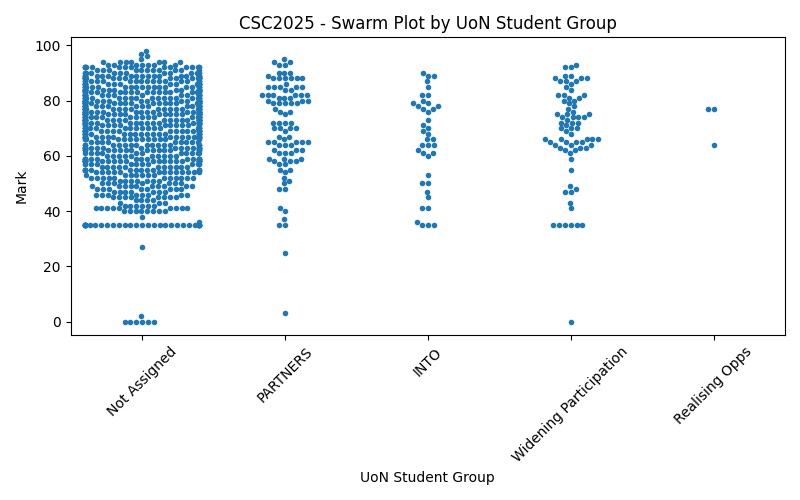 CSC2025 - Swarm Plot by UoN Student Group
100
80
60
40
20
0
Mark
Not Assigned
PARTNERS
INTO
Widening Participation
Realising Opps
UoN Student Group